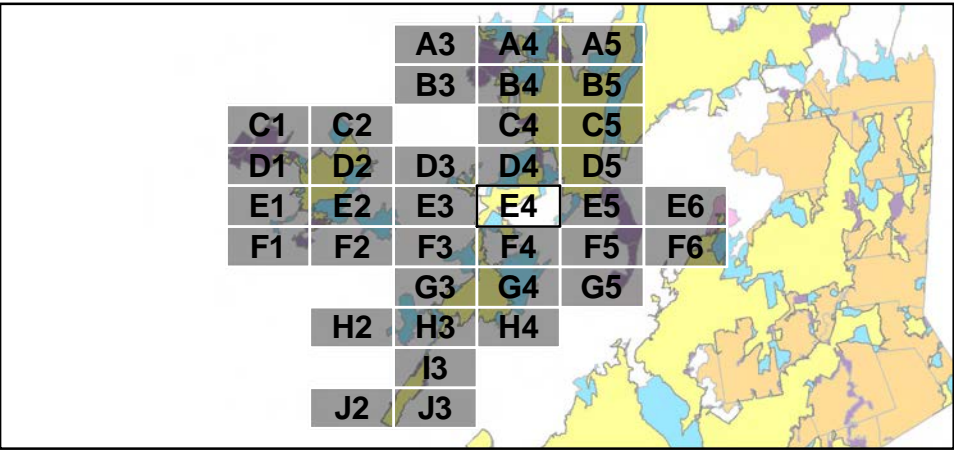 A3 A4 A5
B3 B4 B5
C1 C2 C4 C5
D1 D2 D3 D4 D5
E1 E2 E3 E4 E5 E6
F1 F2 F3 F4 F5 F6
G3 G4 G5
H2 H3 H4
I3
J2 J3